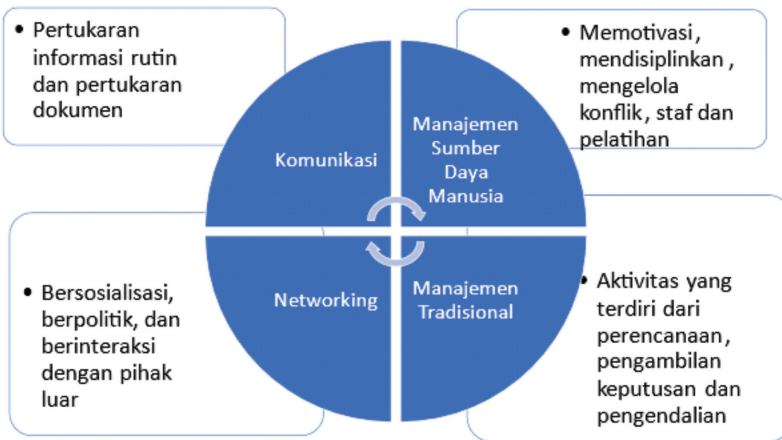 • Pertukaran
informasi rutin
dan pertukaran
dokumen
Komunikasi
Manajemen
Sumber
Daya
Manusia
• Memotivasi,
mendisiplinkan ,
mengelola
konflik, staf dan
pelatihan
• Bersosialisasi,
berpolitik, dan
berinteraksi
dengan pihak
luar
Networking
Manajemen
Tradisional
• Aktivitas yang
terdiri dari
perencanaan,
pengambilan
keputusan dan
pengendalian